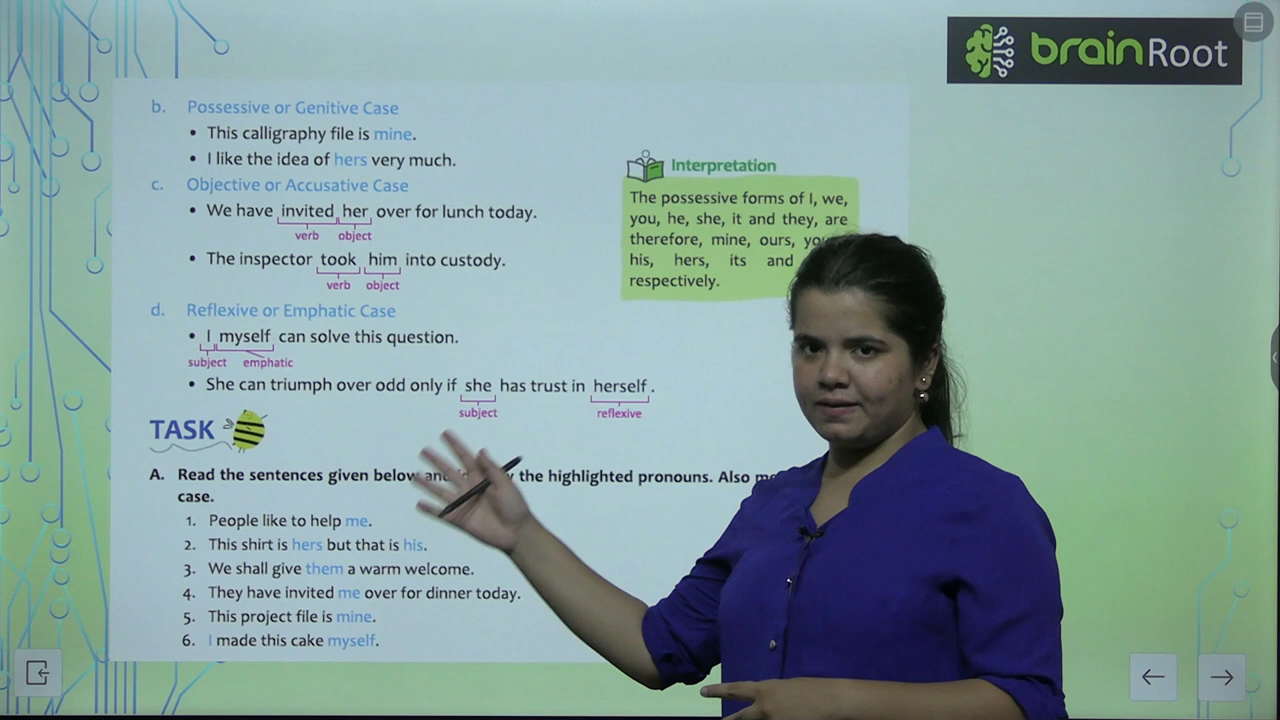 brainRoot
b. Possessive or Genitive Case
• This calligraphy file is mine.
• I like the idea of hers very much.
c. Objective or Accusative Case
• We have invited her over for lunch today.
verb object
• The inspector took him into custody.
verb object
d. Reflexive or Emphatic Case
• I myself can solve this question.
subject emphatic
• She can triumph over odd only if she has trust in herself.
subject reflexive
Interpretation
The possessive forms of I, we,
you, he, she, it and they, are
therefore, mine, ours,
his, hers, its and
respectively.
TASK
A. Read the sentences given below the highlighted pronouns. Also
case.
1. People like to help me.
2. This shirt is hers but that is his.
3. We shall give them a warm welcome.
4. They have invited me over for dinner today.
5. This project file is mine.
6. I made this cake myself.